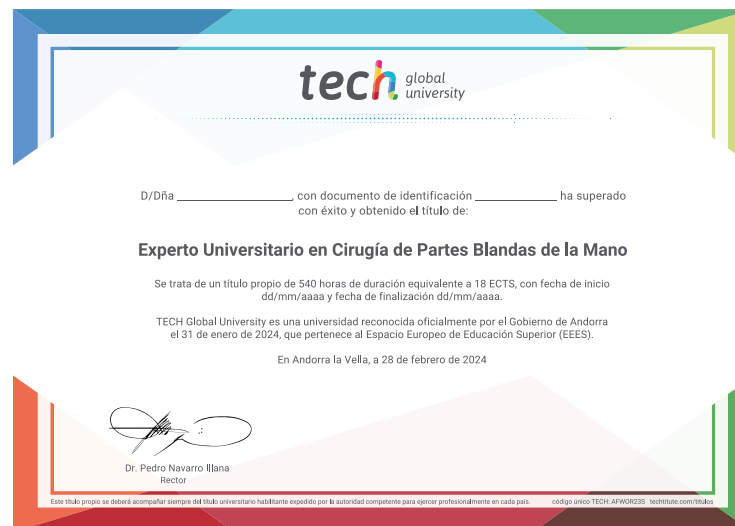 tech global
university
D/Dña ____________, con documento de identificación ____________ ha superado
con éxito y obtenido el título de:
Experto Universitario en Cirugía de Partes Blandas de la Mano
Se trata de un título propio de 540 horas de duración equivalente a 18 ECTS, con fecha de inicio
dd/mm/aaaa y fecha de finalización dd/mm/aaaa.
TECH Global University es una universidad reconocida oficialmente por el Gobierno de Andorra
el 31 de enero de 2024, que pertenece al Espacio Europeo de Educación Superior (EEES).
En Andorra la Vella, a 28 de febrero de 2024
Dr. Pedro Navarro Illana
Rector
Este título propio se deberá acompañar siempre del título universitario habilitante expedido por la autoridad competente para ejercer profesionalmente en cada país. código único TECH: AFWOR23S techtitute.com/titulos